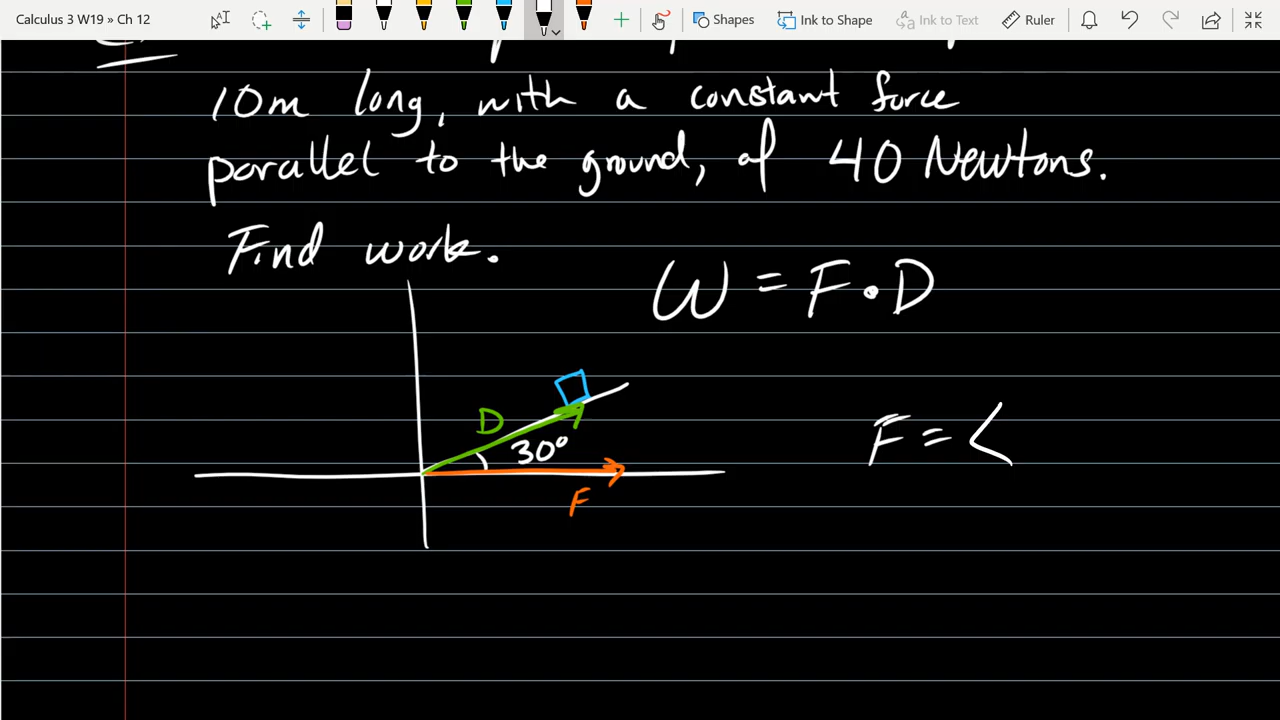 Calculus 3 W19 » Ch 12
Shapes Ink to Shape Ink to Text Ruler
10m long, with a constant force
parallel to the ground, of 40 Newtons.
Find work.
W = F • D
D
30°
F
F = <